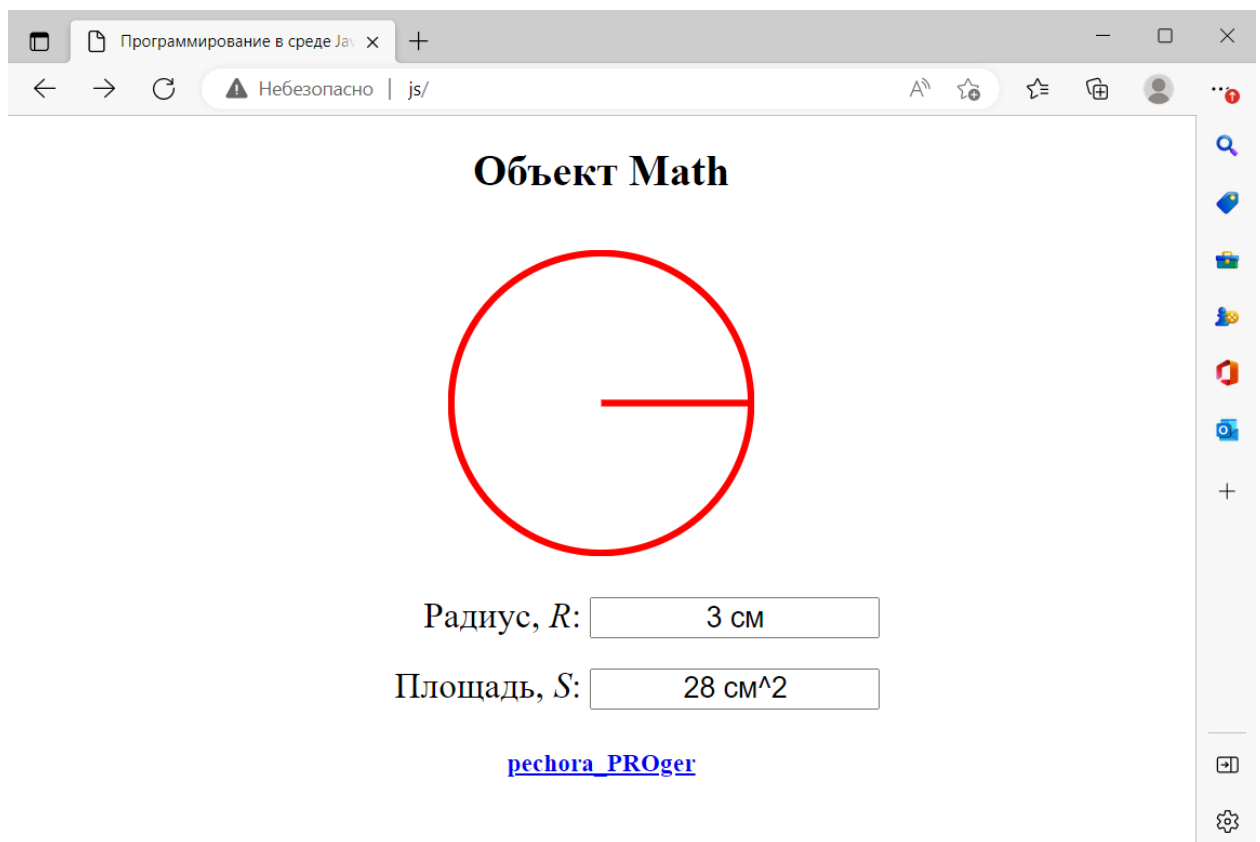 Программирование в среде Jav
Небезопасно | js/
Объект Math
Радиус, R: 3 см
Площадь, S: 28 см^2
pechora_PROger